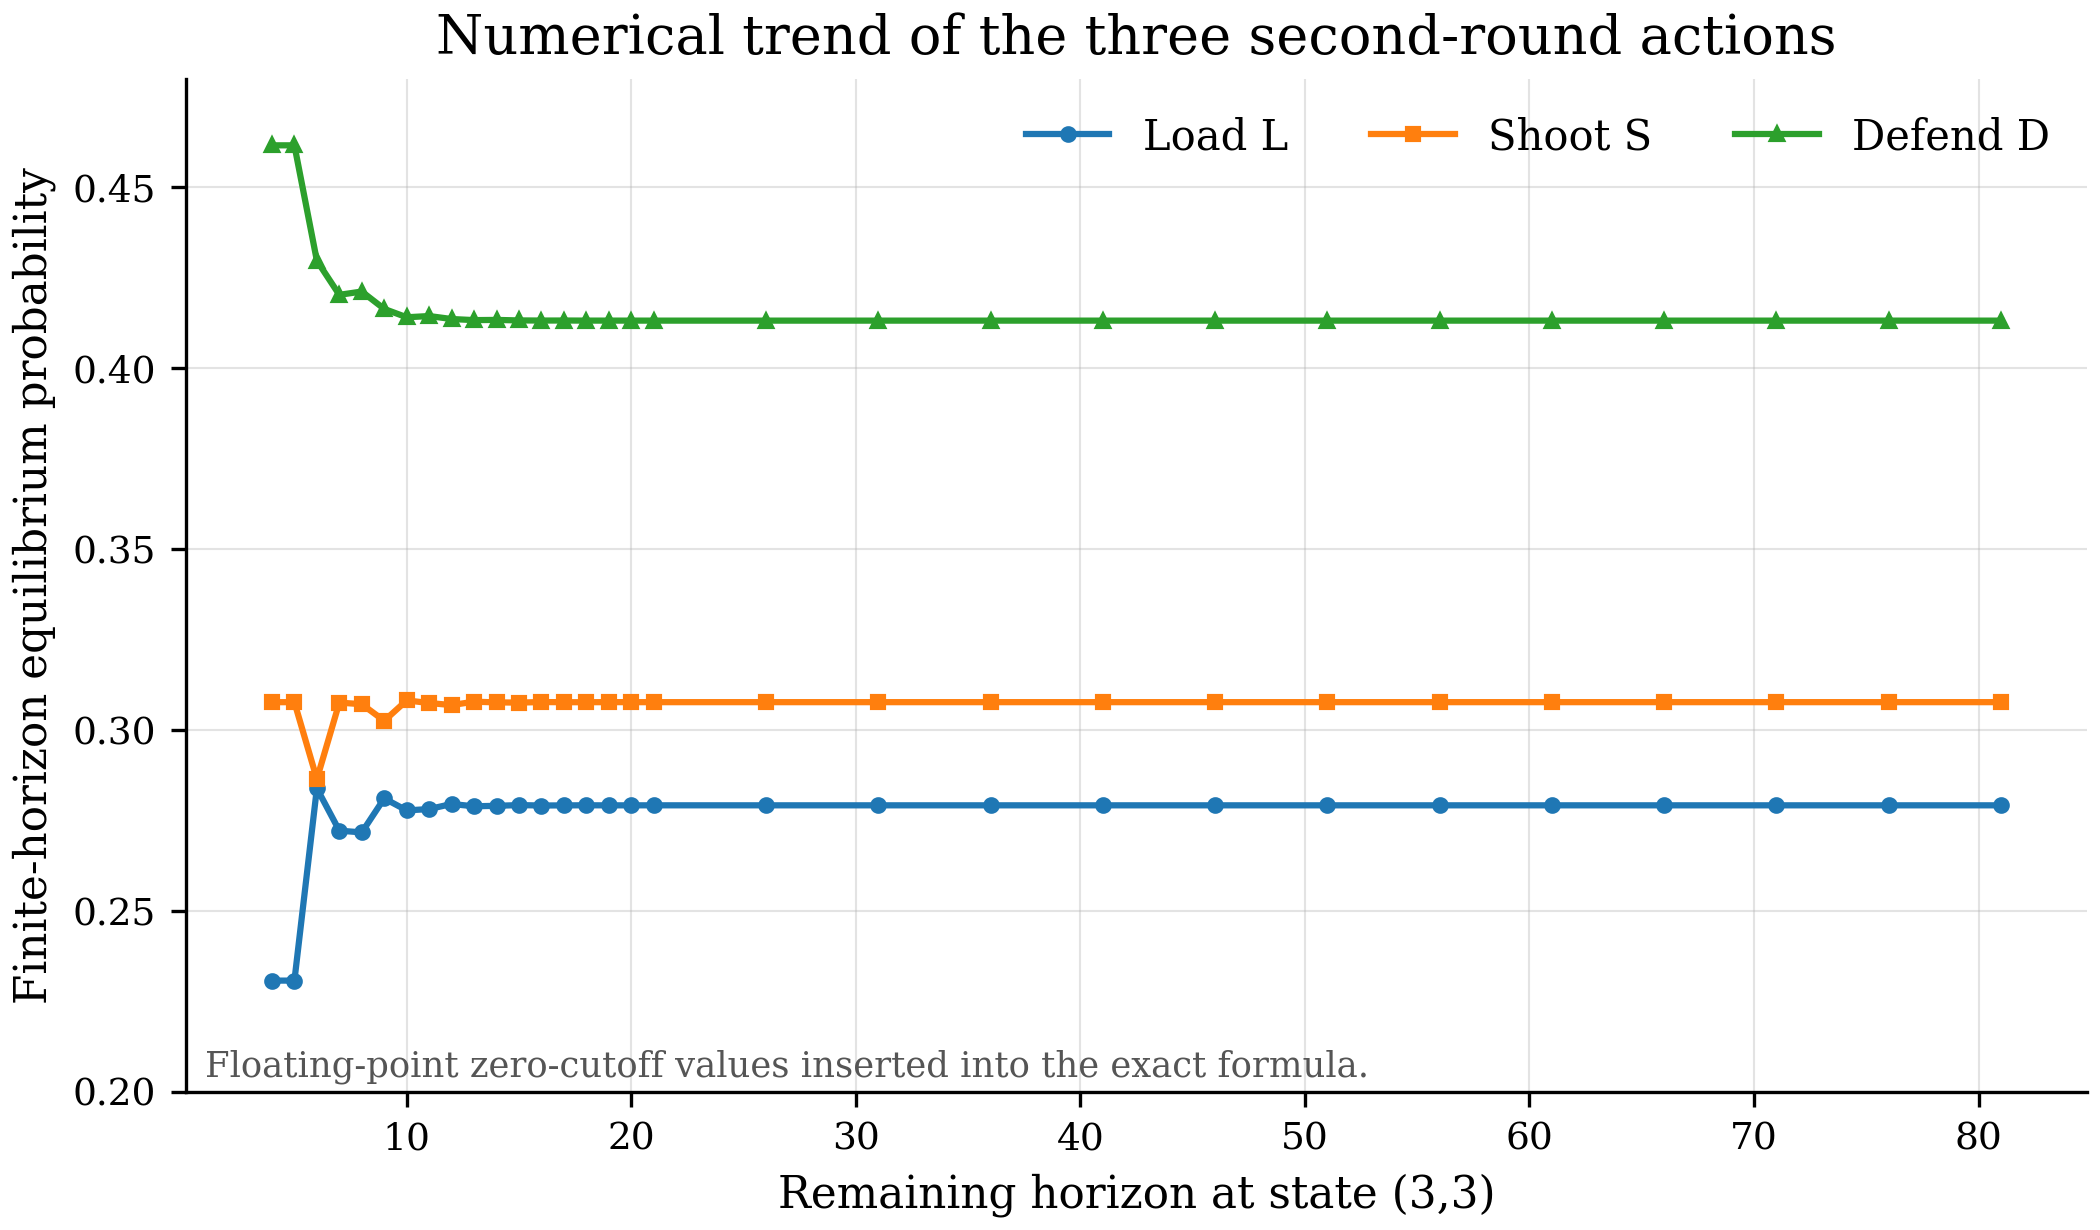 Numerical trend of the three second-round actions
Load L
Shoot S
Defend D
Finite-horizon equilibrium probability
0.45
0.40
0.35
0.30
0.25
0.20
Floating-point zero-cutoff values inserted into the exact formula.
10 20 30 40 50 60 70 80
Remaining horizon at state (3,3)